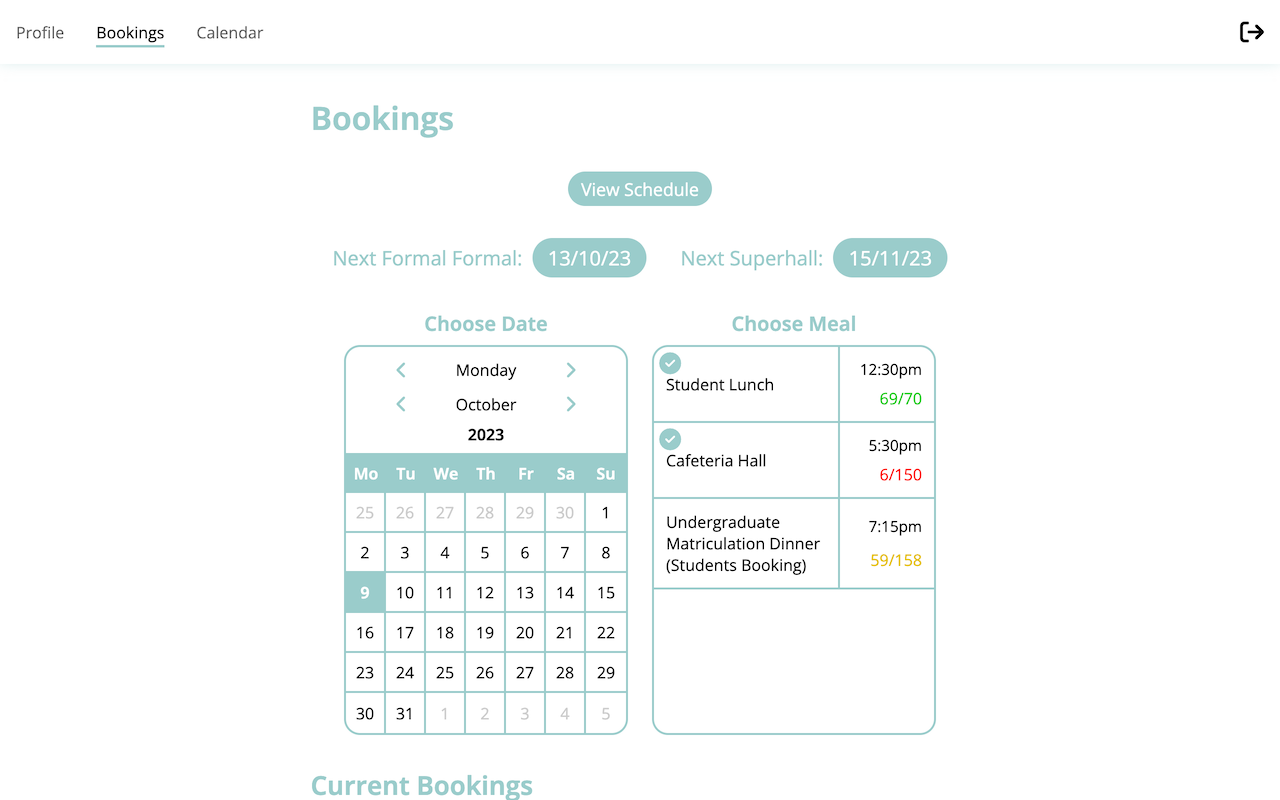 Profile Bookings Calendar
Bookings
View Schedule
Next Formal Formal: 13/10/23 Next Superhall: 15/11/23
Choose Date
Monday
October
2023
Mo Tu We Th Fr Sa Su
25 26 27 28 29 30 1
2 3 4 5 6 7 8
9 10 11 12 13 14 15
16 17 18 19 20 21 22
23 24 25 26 27 28 29
30 31 1 2 3 4 5
Choose Meal
Student Lunch
12:30pm
69/70
Cafeteria Hall
5:30pm
6/150
Undergraduate
Matriculation Dinner
(Students Booking)
7:15pm
59/158
Current Bookings